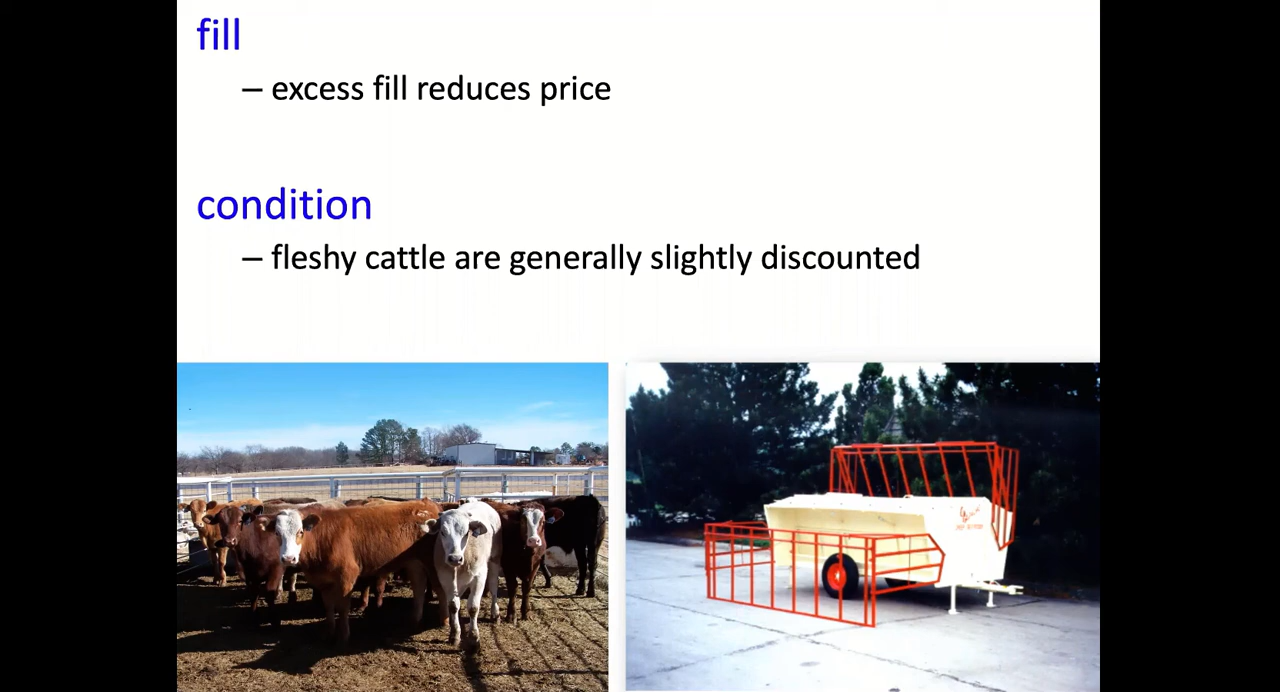 fill
– excess fill reduces price
condition
– fleshy cattle are generally slightly discounted